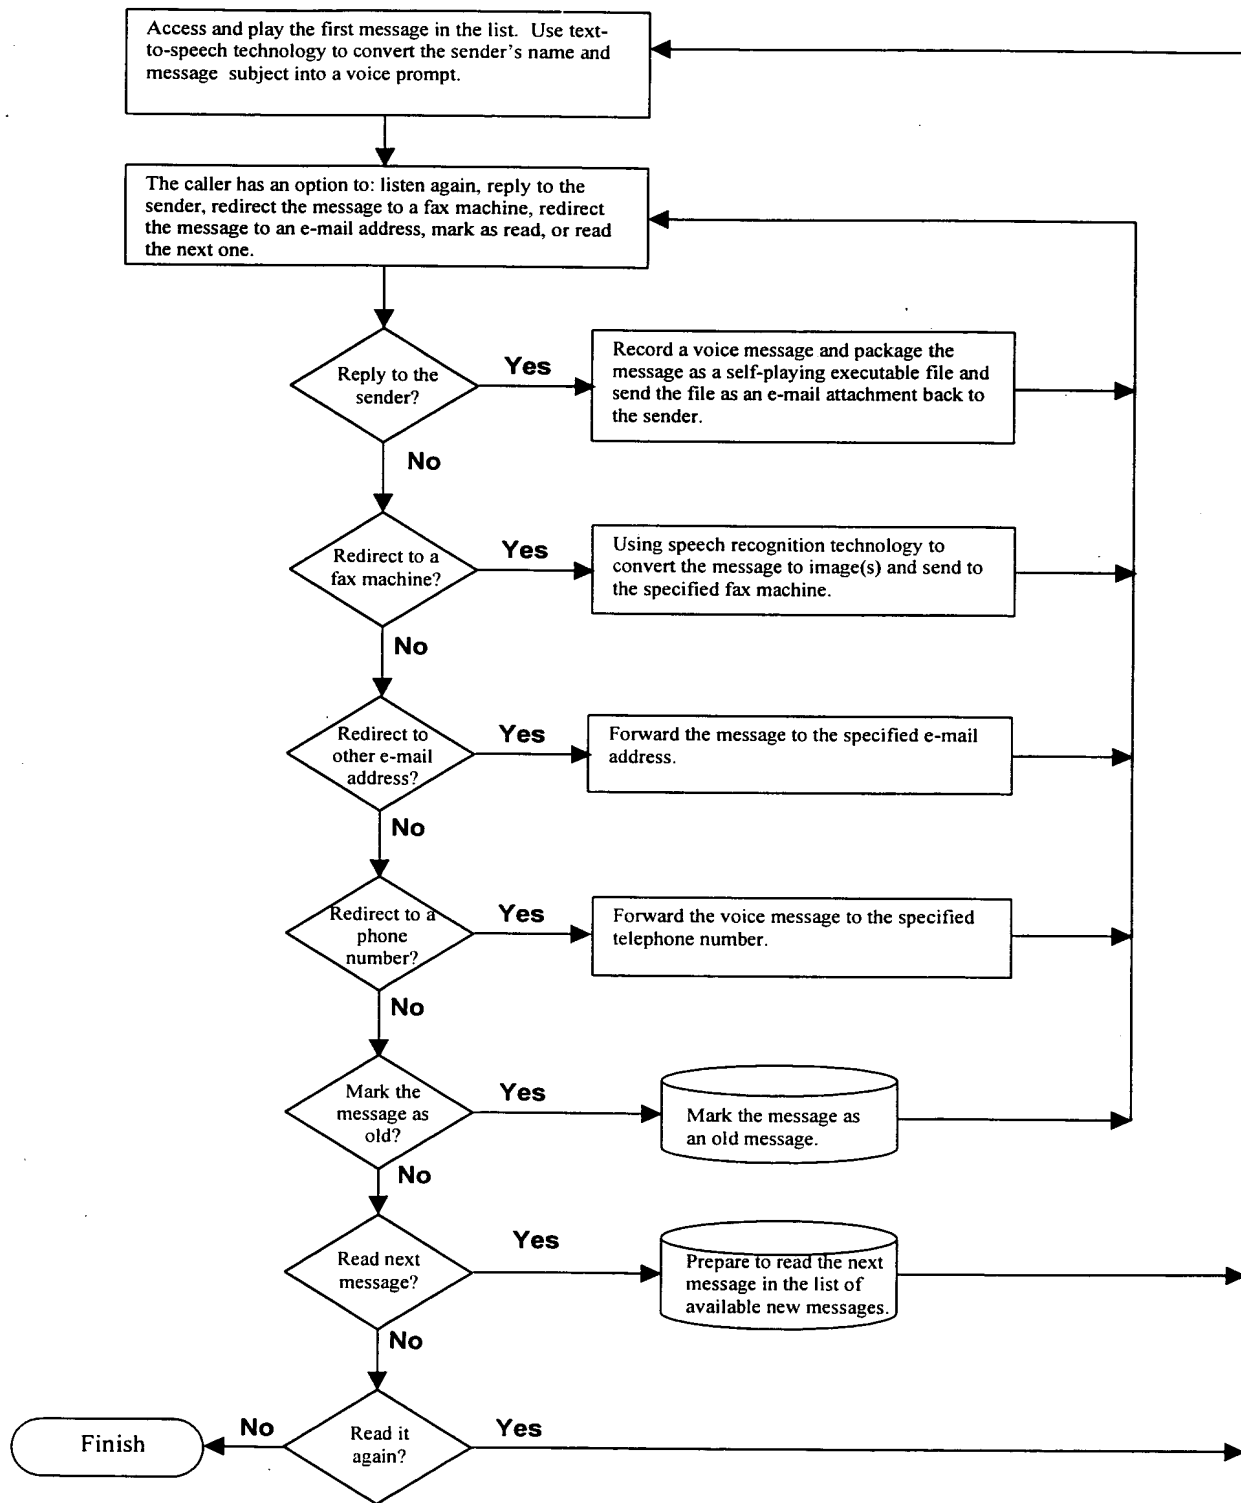 Access and play the first message in the list. Use text-
to-speech technology to convert the sender's name and
message subject into a voice prompt.
The caller has an option to: listen again, reply to the
sender, redirect the message to a fax machine, redirect
the message to an e-mail address, mark as read, or read
the next one.
Reply to the
sender?
Yes
Record a voice message and package the
message as a self-playing executable file and
send the file as an e-mail attachment back to
the sender.
No
Redirect to a
fax machine?
Yes
Using speech recognition technology to
convert the message to image(s) and send to
the specified fax machine.
No
Redirect to
other e-mail
address?
Yes
Forward the message to the specified e-mail
address.
No
Redirect to a
phone
number?
Yes
Forward the voice message to the specified
telephone number.
No
Mark the
message as
old?
Yes
Mark the message as
an old message.
No
Read next
message?
Yes
Prepare to read the next
message in the list of
available new messages.
No
Read it
again?
Yes
No
Finish